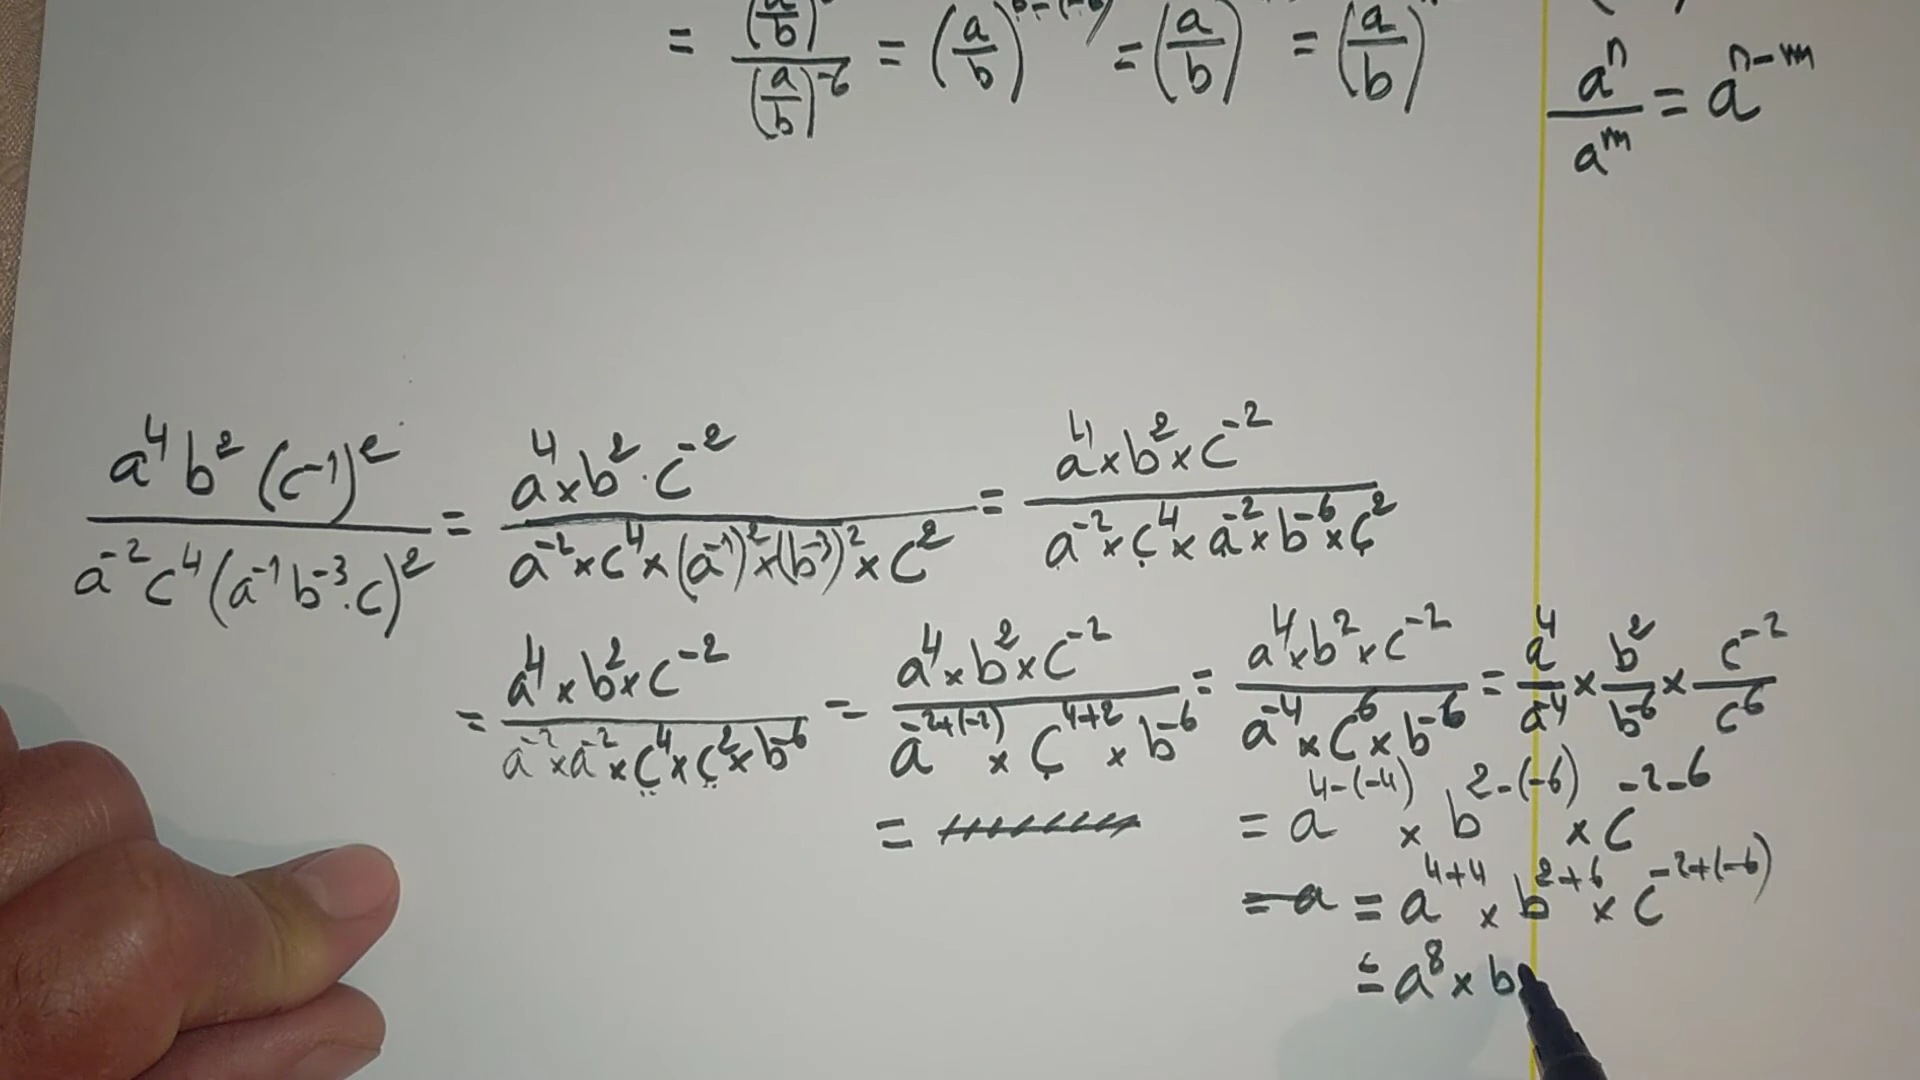 = (a/b) / (a/b)^-6 = (a/b) = (a/b) = (a/b)
a^n / a^m = a^(n-m)
a^4 b^2 (c^-1)^2 / a^-2 c^4 (a^-1 b^-3 . c)^2 = a^4 × b^2 . c^-2 / a^-2 × c^4 × (a^-1)^2 × (b^-3)^2 × c^2 = a^4 × b^2 × c^-2 / a^-2 × c^4 × a^-2 × b^-6 × c^2
= a^4 × b^2 × c^-2 / a^-2 × a^-2 × c^4 × c^2 × b^-6 = a^4 × b^2 × c^-2 / a^(-2+(-2)) × c^(4+2) × b^-6 = a^4 × b^2 × c^-2 / a^-4 × c^6 × b^-6 = a^4/a^-4 × b^2/b^-6 × c^-2/c^6
= = a^(4-(-4)) × b^(2-(-6)) × c^(-2-6)
= a = a^(4+4) × b^(2+6) × c^(-2+(-6))
= a^8 × b